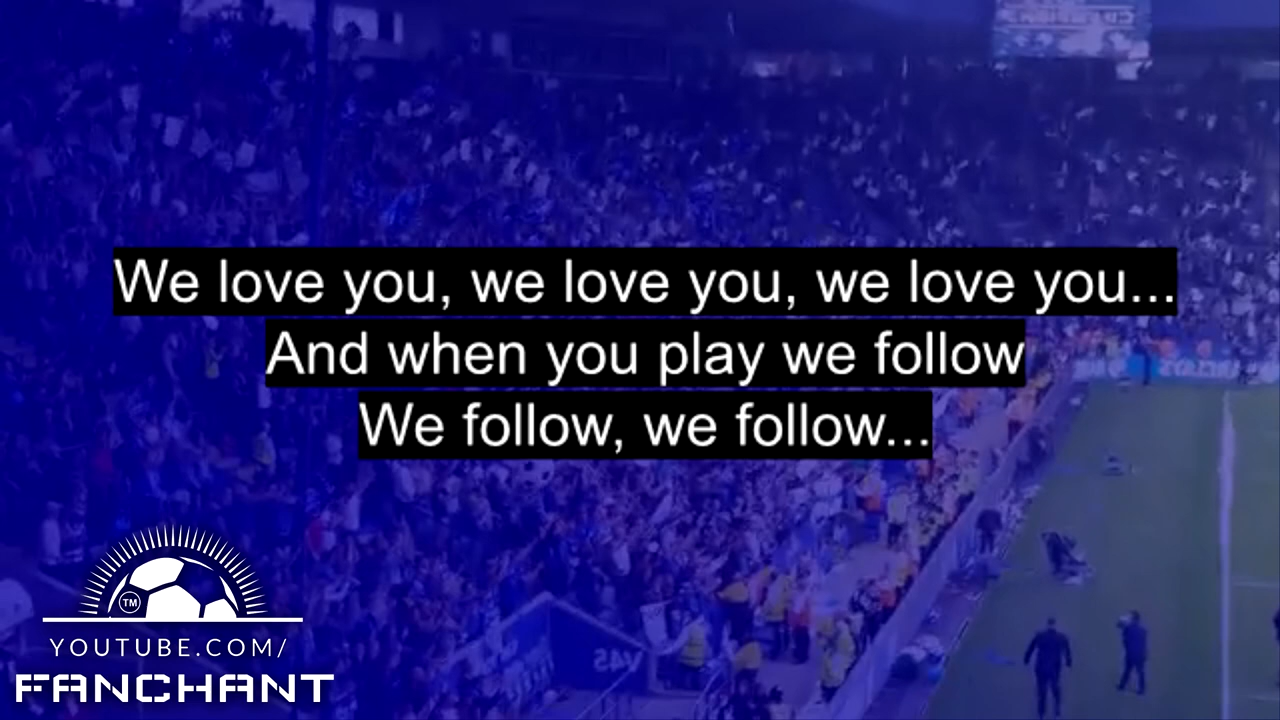 We love you, we love you, we love you...
And when you play we follow
We follow, we follow...
TM
YOUTUBE.COM/
FANCHANT